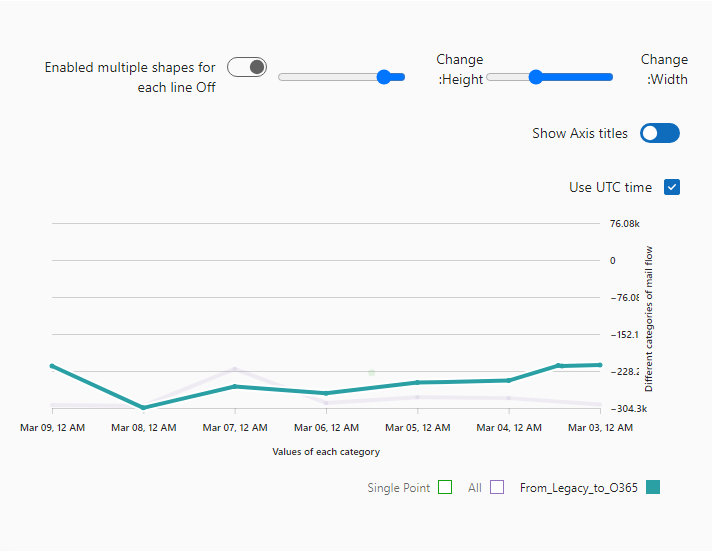 Enabled multiple shapes for
each line Off
Change
:Height
Change
:Width
Show Axis titles
Use UTC time
76.08k
0
−76.08
−152.1
−228.2
−304.3k
Different categories of mail flow
Mar 09, 12 AM Mar 08, 12 AM Mar 07, 12 AM Mar 06, 12 AM Mar 05, 12 AM Mar 04, 12 AM Mar 03, 12 AM
Values of each category
Single Point All From_Legacy_to_O365